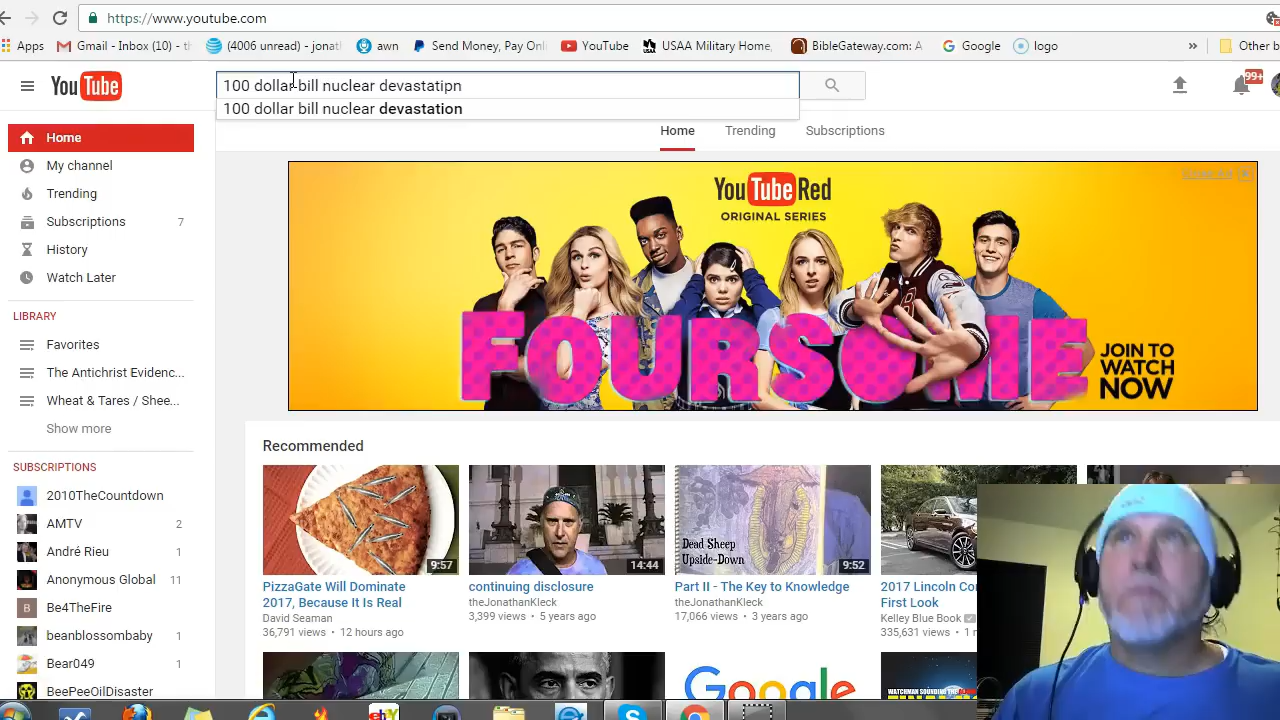 https://www.youtube.com
Apps Gmail - Inbox (10) - th (4006 unread) - jonat awn Send Money, Pay Onl YouTube USAA Military Home, BibleGateway.com: A Google logo » Other b
YouTube
100 dollar bill nuclear devastatipn
99+
100 dollar bill nuclear devastation
Home Trending Subscriptions
Home
My channel
Trending
Subscriptions 7
History
Watch Later
LIBRARY
Favorites
The Antichrist Evidenc...
Wheat & Tares / Shee...
Show more
SUBSCRIPTIONS
2010TheCountdown
AMTV 2
André Rieu 1
Anonymous Global 11
Be4TheFire
beanblossombaby 1
Bear049 1
BeePeeOilDisaster
YouTube Red
ORIGINAL SERIES
FOURSOME
JOIN TO
WATCH
NOW
Recommended
9:57
PizzaGate Will Dominate
2017, Because It Is Real
David Seaman
36,791 views • 12 hours ago
14:44
continuing disclosure
theJonathanKleck
3,399 views • 5 years ago
Dead Sheep
Upside-Down
9:52
Part II - The Key to Knowledge
theJonathanKleck
17,066 views • 3 years ago
2017 Lincoln Co
First Look
Kelley Blue Book
335,631 views • 1
Google
WATCHMAN SOUNDING THE
ebY